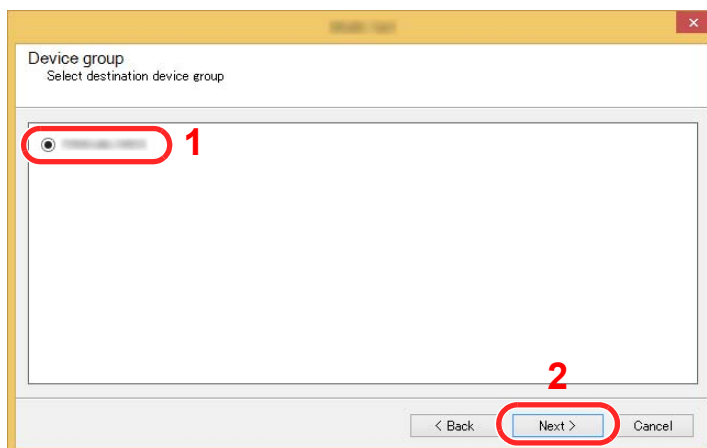 Device group
Select destination device group
1
2
< Back
Next >
Cancel